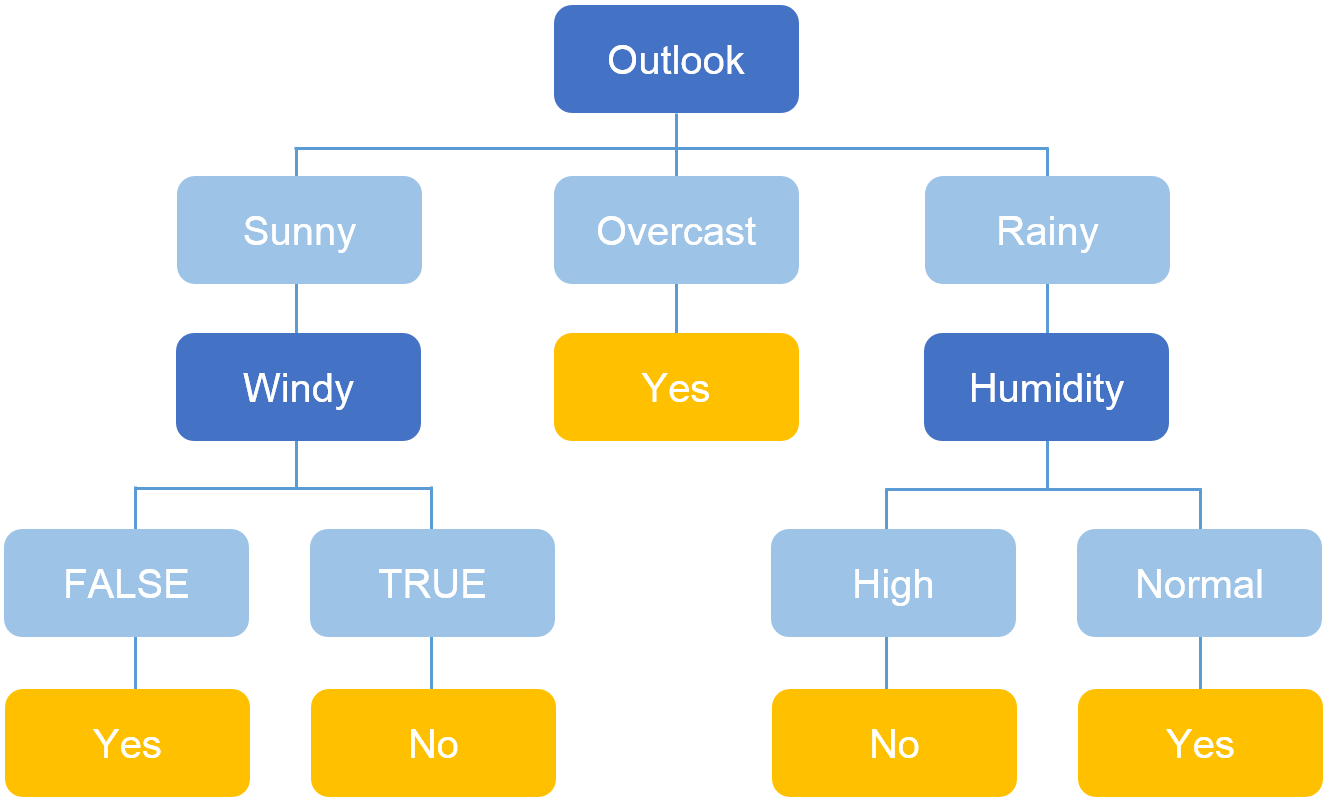 Outlook
Sunny
Overcast
Rainy
Windy
Yes
Humidity
FALSE
TRUE
High
Normal
Yes
No
No
Yes